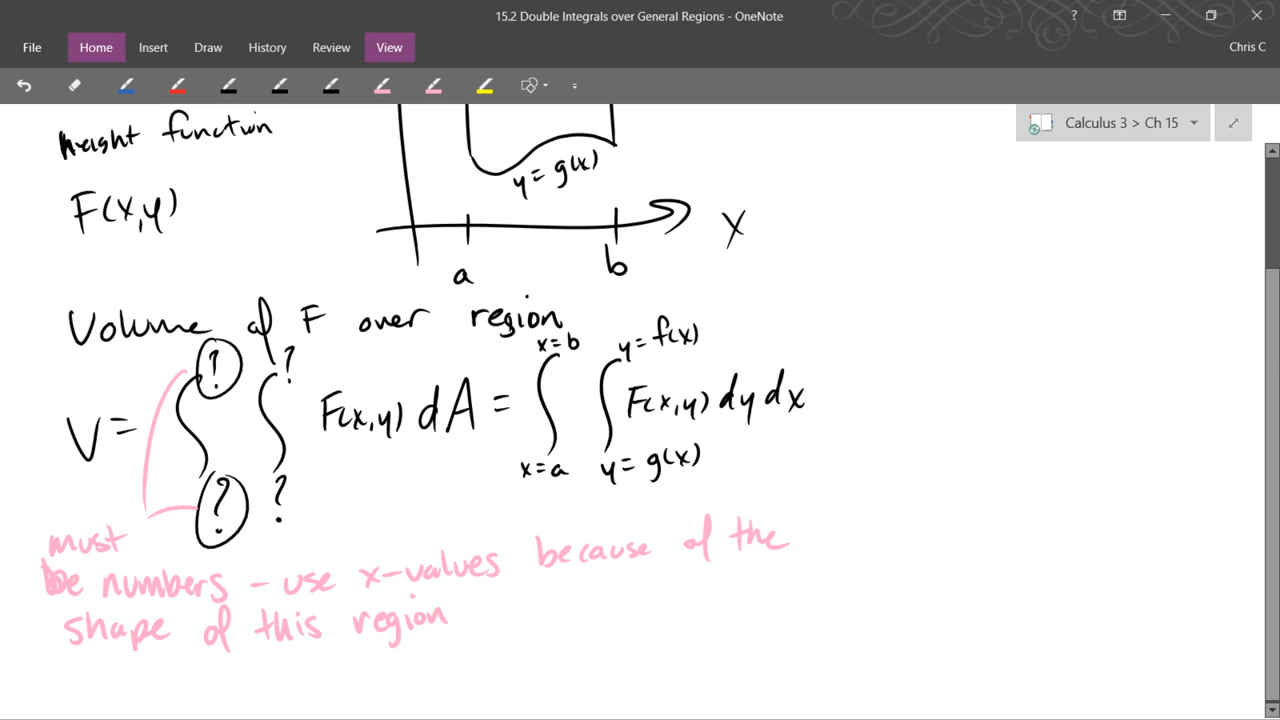 15.2 Double Integrals over General Regions - OneNote
?
File Home Insert Draw History Review View
Chris C
Calculus 3 > Ch 15
height function
y = g(x)
F(x,y)
x
a b
Volume of F over region
V = ∫_?^? ∫_?^? F(x,y) dA = ∫_{x=a}^{x=b} ∫_{y=g(x)}^{y=f(x)} F(x,y) dy dx
must
be numbers - use x-values because of the
shape of this region